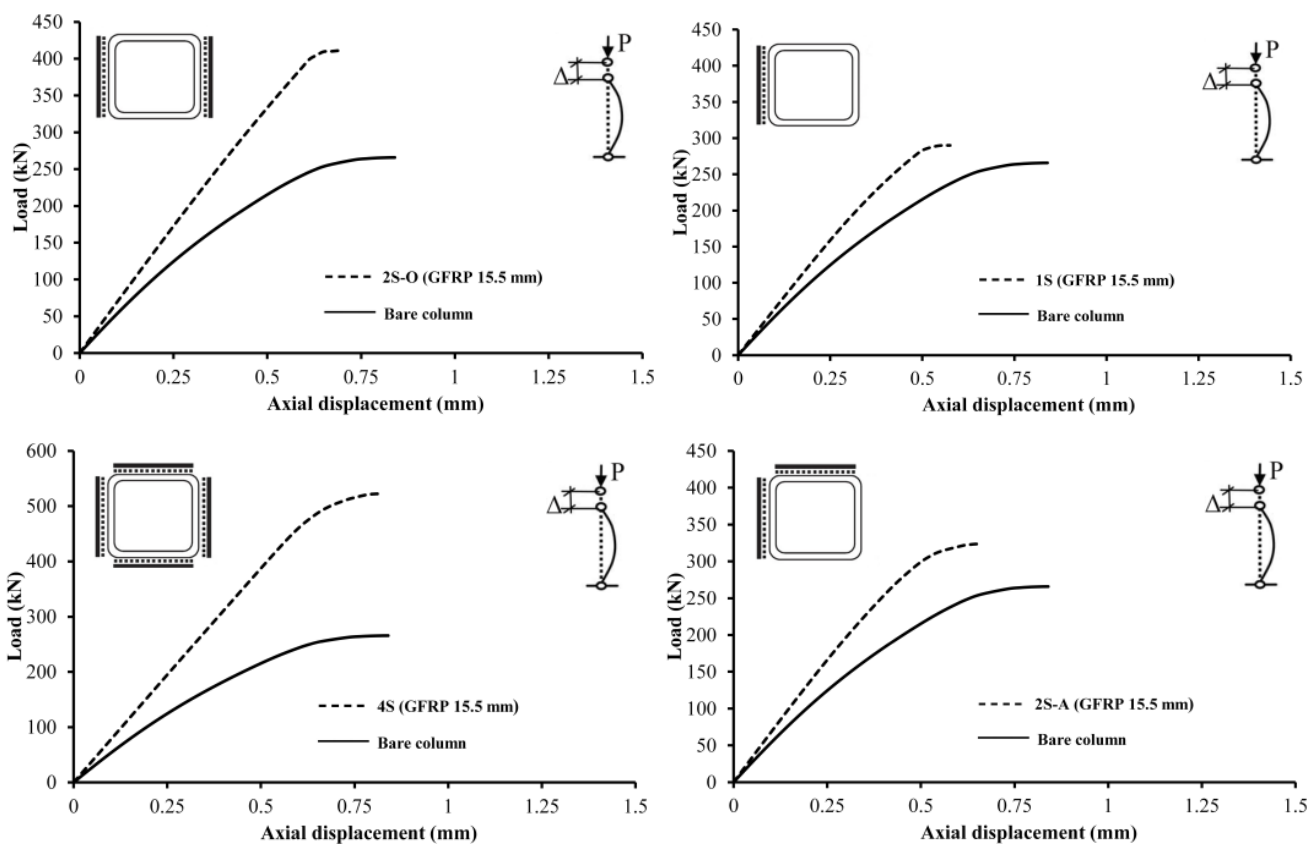 450
400
350
300
250
200
150
100
50
0
Load (kN)
P
Δ
2S-O (GFRP 15.5 mm)
Bare column
0 0.25 0.5 0.75 1 1.25 1.5
Axial displacement (mm)
450
400
350
300
250
200
150
100
50
0
Load (kN)
P
Δ
1S (GFRP 15.5 mm)
Bare column
0 0.25 0.5 0.75 1 1.25 1.5
Axial displacement (mm)
600
500
400
300
200
100
0
Load (kN)
P
Δ
4S (GFRP 15.5 mm)
Bare column
0 0.25 0.5 0.75 1 1.25 1.5
Axial displacement (mm)
450
400
350
300
250
200
150
100
50
0
Load (kN)
P
Δ
2S-A (GFRP 15.5 mm)
Bare column
0 0.25 0.5 0.75 1 1.25 1.5
Axial displacement (mm)